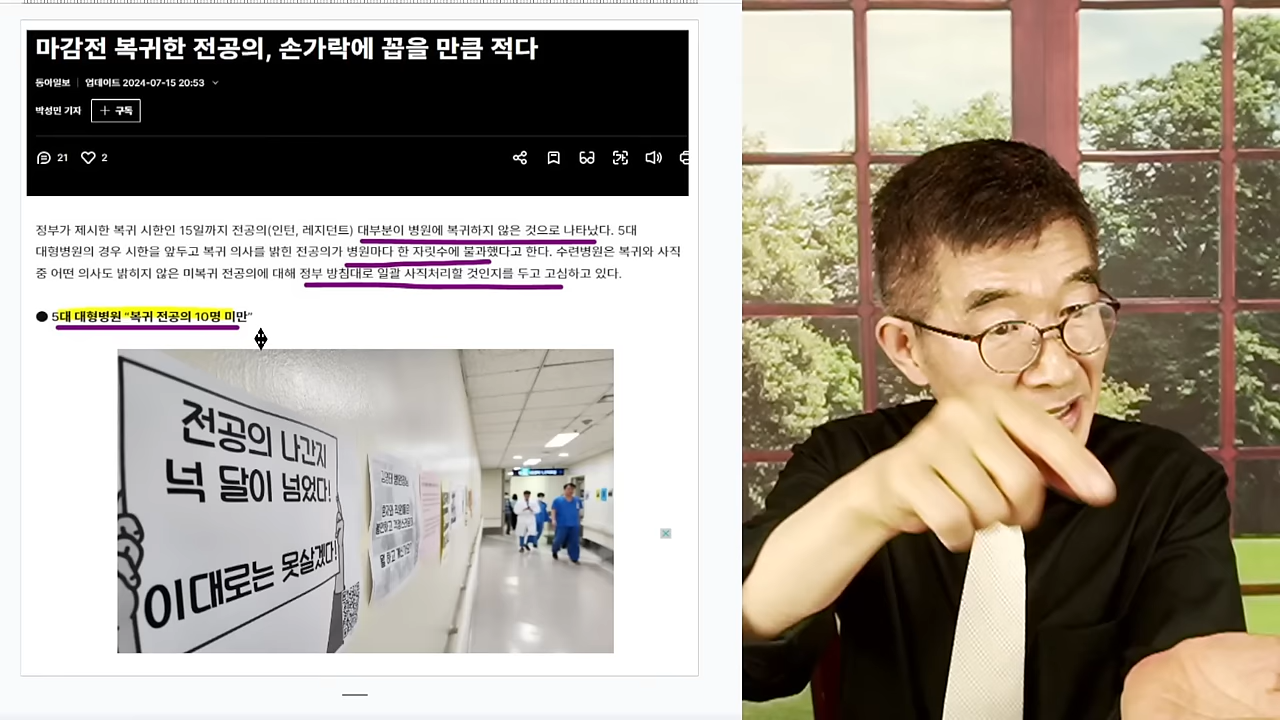 마감전 복귀한 전공의, 손가락에 꼽을 만큼 적다
동아일보 업데이트 2024-07-15 20:53
박성민 기자 + 구독
21 2
정부가 제시한 복귀 시한인 15일까지 전공의(인턴, 레지던트) 대부분이 병원에 복귀하지 않은 것으로 나타났다. 5대
대형병원의 경우 시한을 앞두고 복귀 의사를 밝힌 전공의가 병원마다 한 자릿수에 불과했다고 한다. 수련병원은 복귀와 사직
중 어떤 의사도 밝히지 않은 미복귀 전공의에 대해 정부 방침대로 일괄 사직처리할 것인지를 두고 고심하고 있다.
● 5대 대형병원 “복귀 전공의 10명 미만”
전공의 나간지
넉 달이 넘었다!
이대로는 못살겠다!